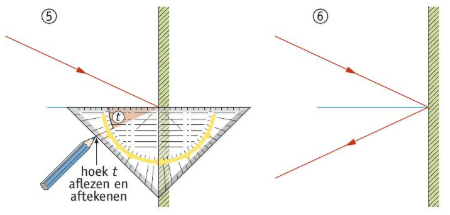 ⑤
⑥
t
hoek t
aflezen en
aftekenen